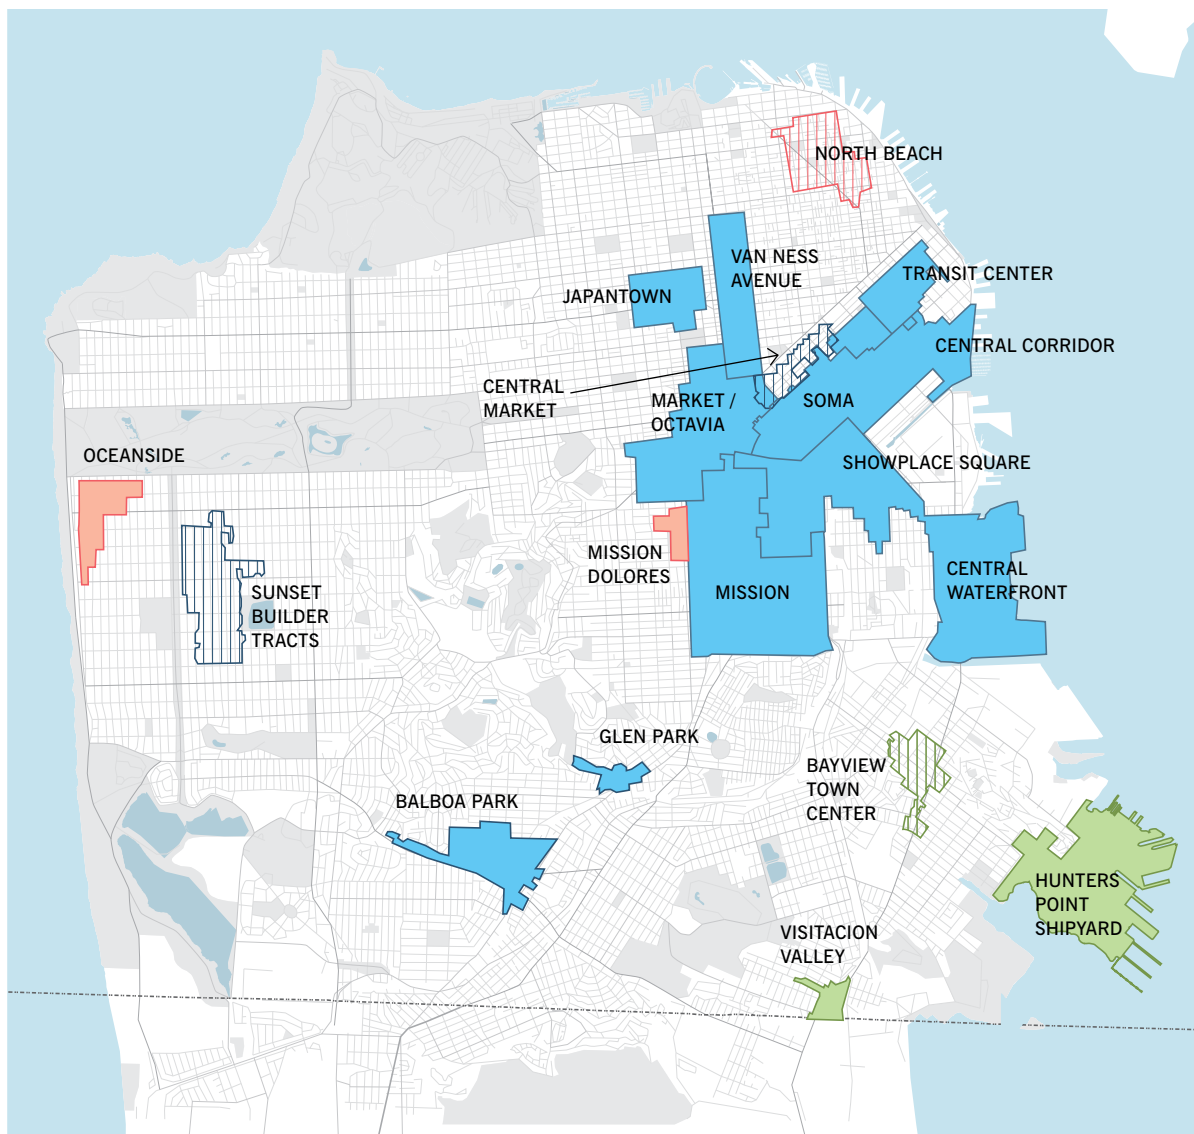 NORTH BEACH
VAN NESS
AVENUE
TRANSIT CENTER
JAPANTOWN
CENTRAL CORRIDOR
CENTRAL
MARKET
MARKET /
OCTAVIA
SOMA
OCEANSIDE
SHOWPLACE SQUARE
MISSION
DOLORES
MISSION
CENTRAL
WATERFRONT
SUNSET
BUILDER
TRACTS
GLEN PARK
BAYVIEW
TOWN
CENTER
BALBOA PARK
HUNTERS
POINT
SHIPYARD
VISITACION
VALLEY